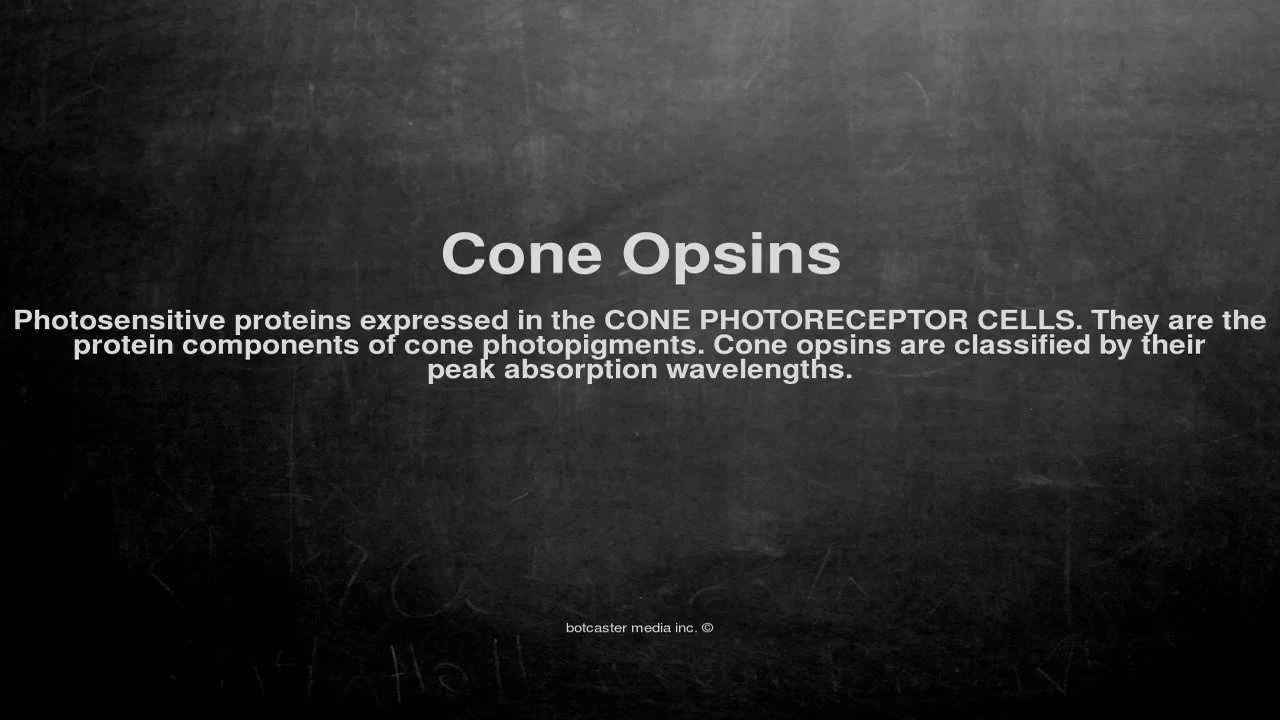 Cone Opsins
Photosensitive proteins expressed in the CONE PHOTORECEPTOR CELLS. They are the
protein components of cone photopigments. Cone opsins are classified by their
peak absorption wavelengths.
botcaster media inc. ©